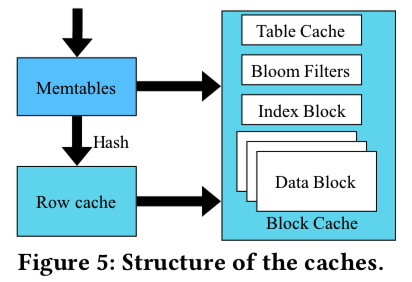 Table Cache
Memtables
Bloom Filters
Index Block
Hash
Row cache
Data Block
Block Cache
Figure 5: Structure of the caches.